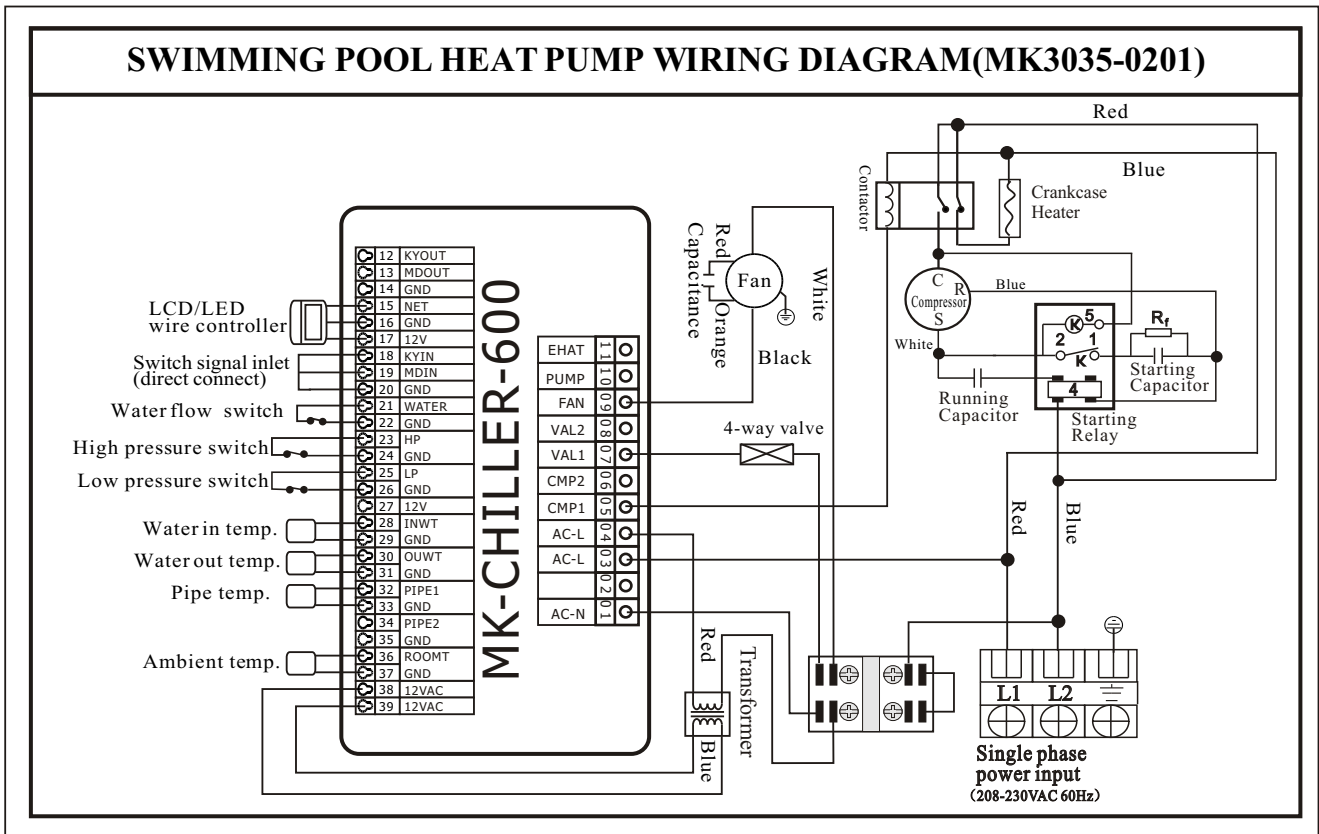 SWIMMING POOL HEAT PUMP WIRING DIAGRAM(MK3035-0201)
LCD/LED
wire controller
Switch signal inlet
(direct connect)
Water flow switch
High pressure switch
Low pressure switch
Water in temp.
Water out temp.
Pipe temp.
Ambient temp.
12 KYOUT
13 MDOUT
14 GND
15 NET
16 GND
17 12V
18 KYIN
19 MDIN
20 GND
21 WATER
22 GND
23 HP
24 GND
25 LP
26 GND
27 12V
28 INWT
29 GND
30 OUWT
31 GND
32 PIPE1
33 GND
34 PIPE2
35 GND
36 ROOMT
37 GND
38 12VAC
39 12VAC
MK-CHILLER-600
EHAT 11
PUMP 10
FAN 09
VAL2 08
VAL1 07
CMP2 06
CMP1 05
AC-L 04
AC-L 03
02
AC-N 01
Red
Capacitance
Orange
Fan
White
Black
4-way valve
Red
Transformer
Blue
Red
Blue
Contactor
Crankcase
Heater
C
R
Compressor
S
Blue
White
K
5
2
1
K
4
Rf
Starting
Capacitor
Running
Capacitor
Starting
Relay
Red
Blue
L1
L2
Single phase
power input
(208-230VAC 60Hz)